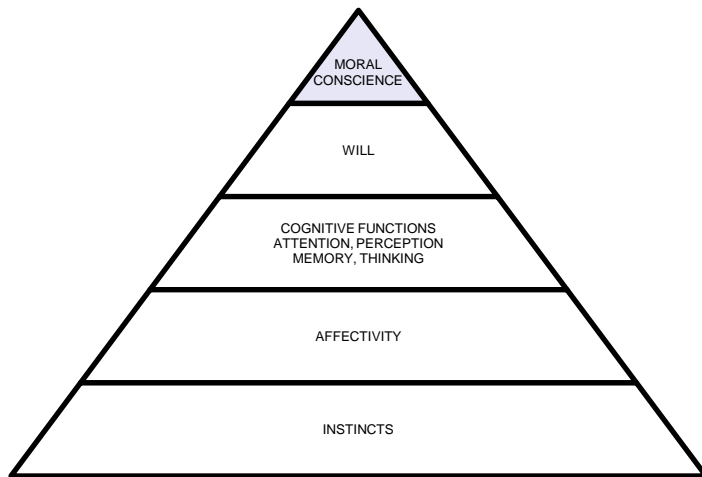 MORAL
CONSCIENCE
WILL
COGNITIVE FUNCTIONS
ATTENTION, PERCEPTION
MEMORY, THINKING
AFFECTIVITY
INSTINCTS